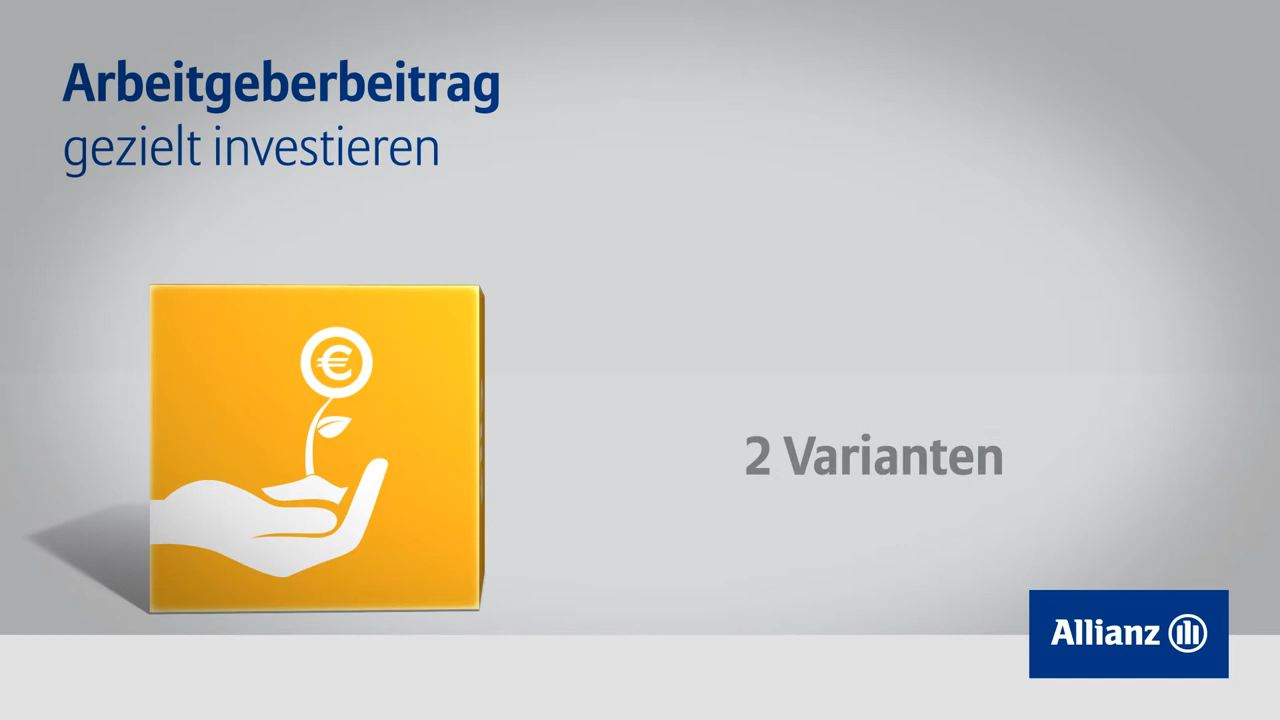 Arbeitgeberbeitrag
gezielt investieren
€
2 Varianten
Allianz